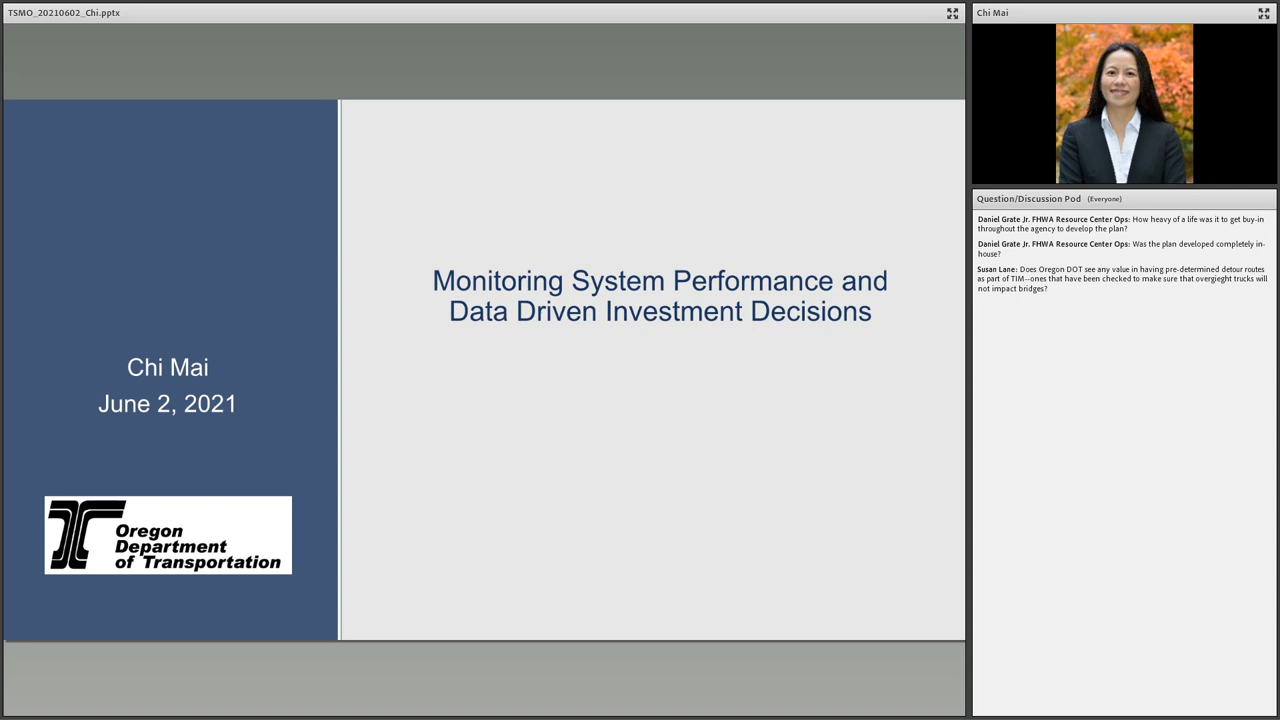 TSMO_20210602_Chi.pptx
Monitoring System Performance and
Data Driven Investment Decisions
Chi Mai
June 2, 2021
Oregon
Department
of Transportation
Chi Mai
Question/Discussion Pod (Everyone)
Daniel Grate Jr. FHWA Resource Center Ops: How heavy of a life was it to get buy-in
throughout the agency to develop the plan?
Daniel Grate Jr. FHWA Resource Center Ops: Was the plan developed completely in-
house?
Susan Lane: Does Oregon DOT see any value in having pre-determined detour routes
as part of TIM--ones that have been checked to make sure that overgieght trucks will
not impact bridges?